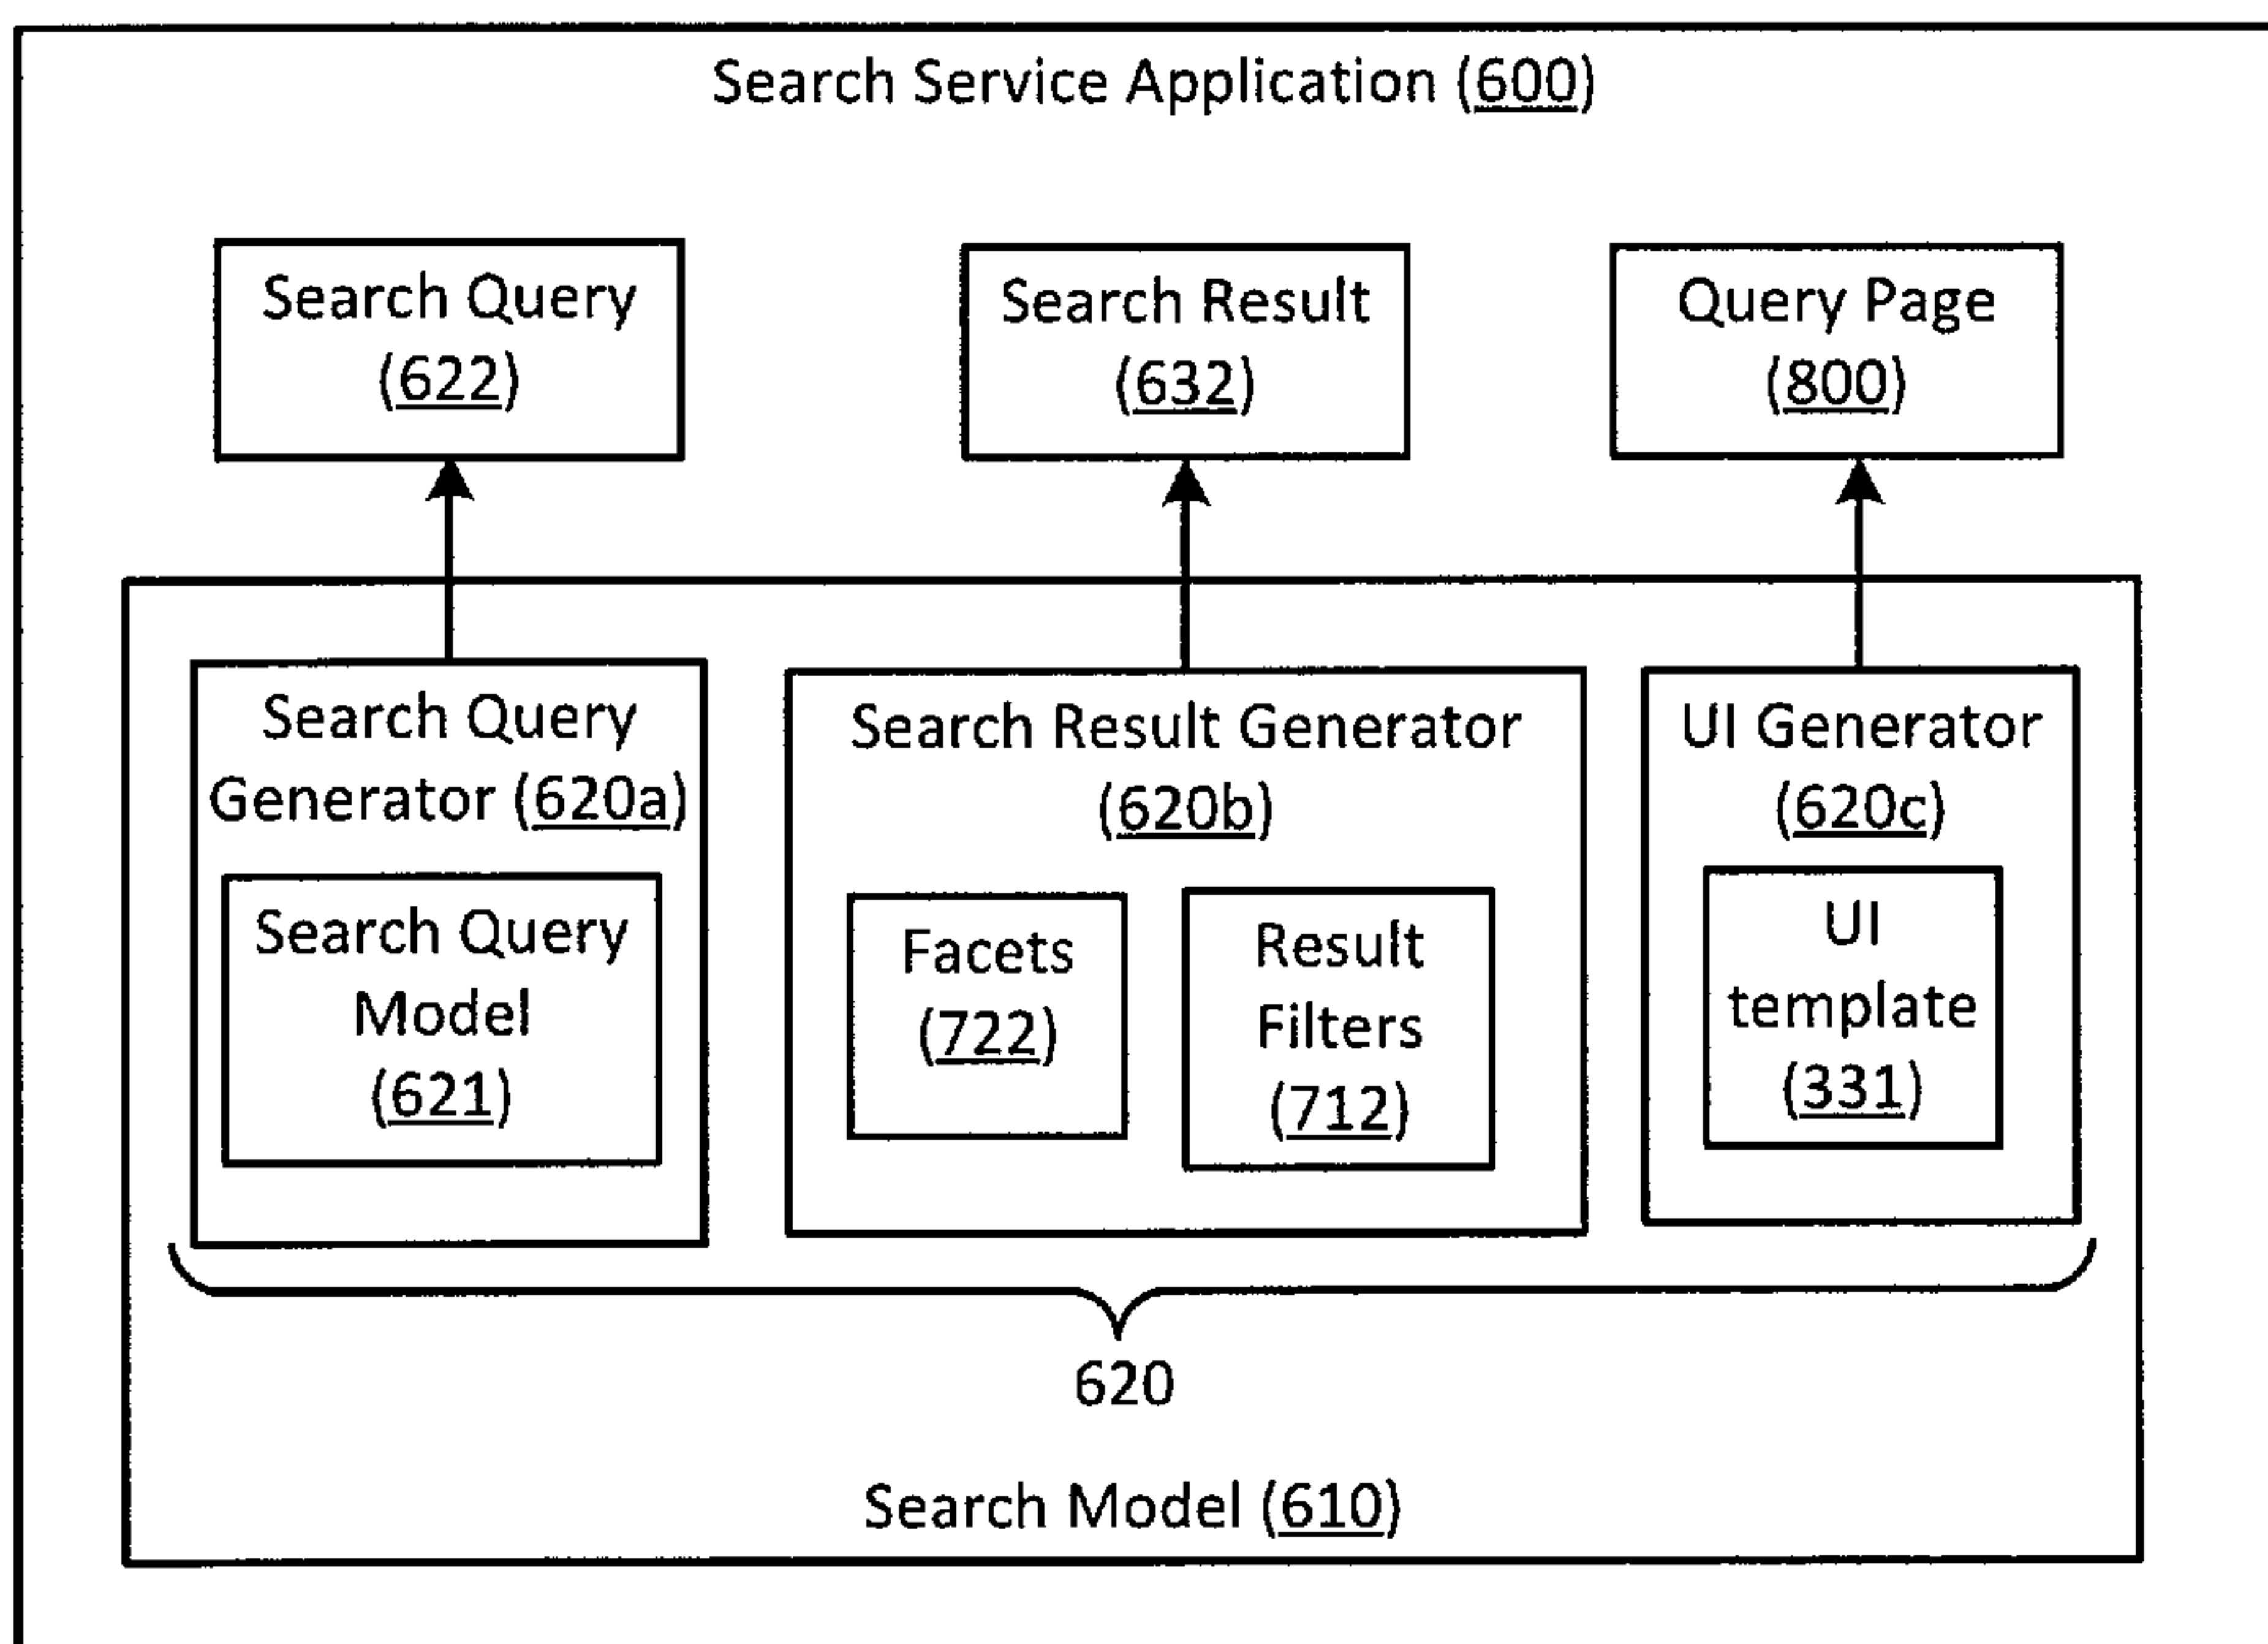 Search Service Application (600)
Search Query
(622)
Search Result
(632)
Query Page
(800)
Search Query
Generator (620a)
Search Query
Model
(621)
Search Result Generator
(620b)
Facets
(722)
Result
Filters
(712)
UI Generator
(620c)
UI
template
(331)
620
Search Model (610)